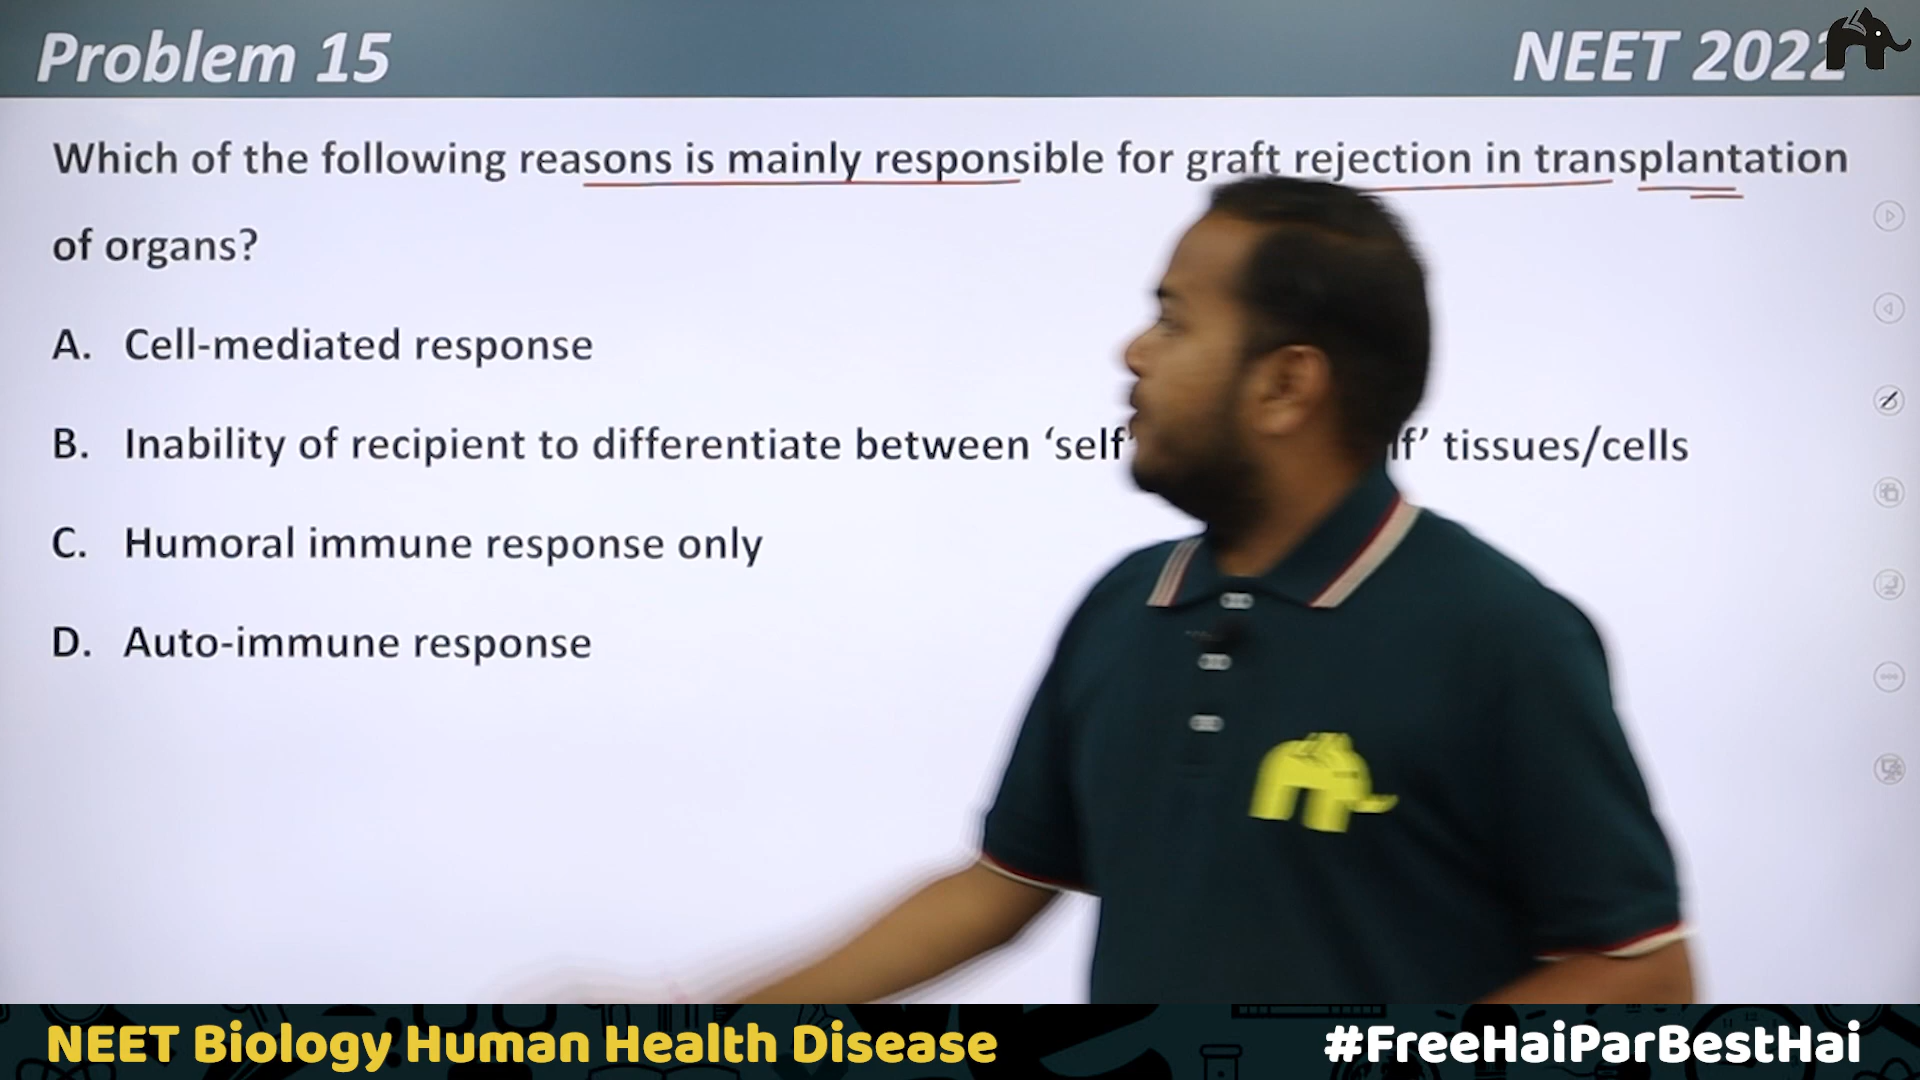 Problem 15
NEET 2022
Which of the following reasons is mainly responsible for graft rejection in transplantation
of organs?
A. Cell-mediated response
B. Inability of recipient to differentiate between ‘self’ tissues/cells
C. Humoral immune response only
D. Auto-immune response
NEET Biology Human Health Disease
#FreeHaiParBestHai